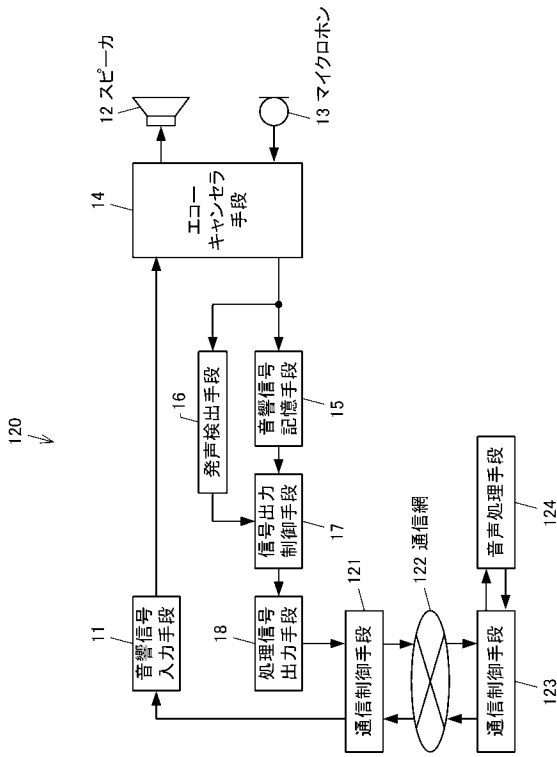 120
11
音響信号
入力手段
14
エコー
キャンセラ
手段
12 スピーカ
13 マイクロホン
16
発声検出手段
音響信号
記憶手段
15
信号出力
制御手段
17
18
処理信号
出力手段
121
通信制御手段
122 通信網
通信制御手段
123
音声処理手段
124